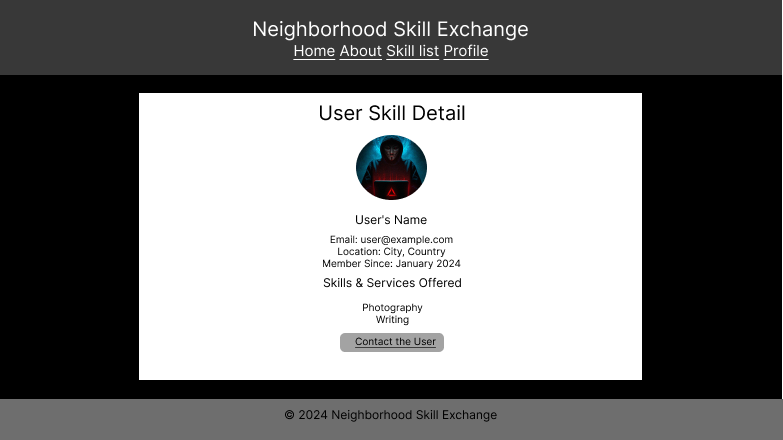 Neighborhood Skill Exchange
Home About Skill list Profile
User Skill Detail
User's Name
Email: user@example.com
Location: City, Country
Member Since: January 2024
Skills & Services Offered
Photography
Writing
Contact the User
© 2024 Neighborhood Skill Exchange